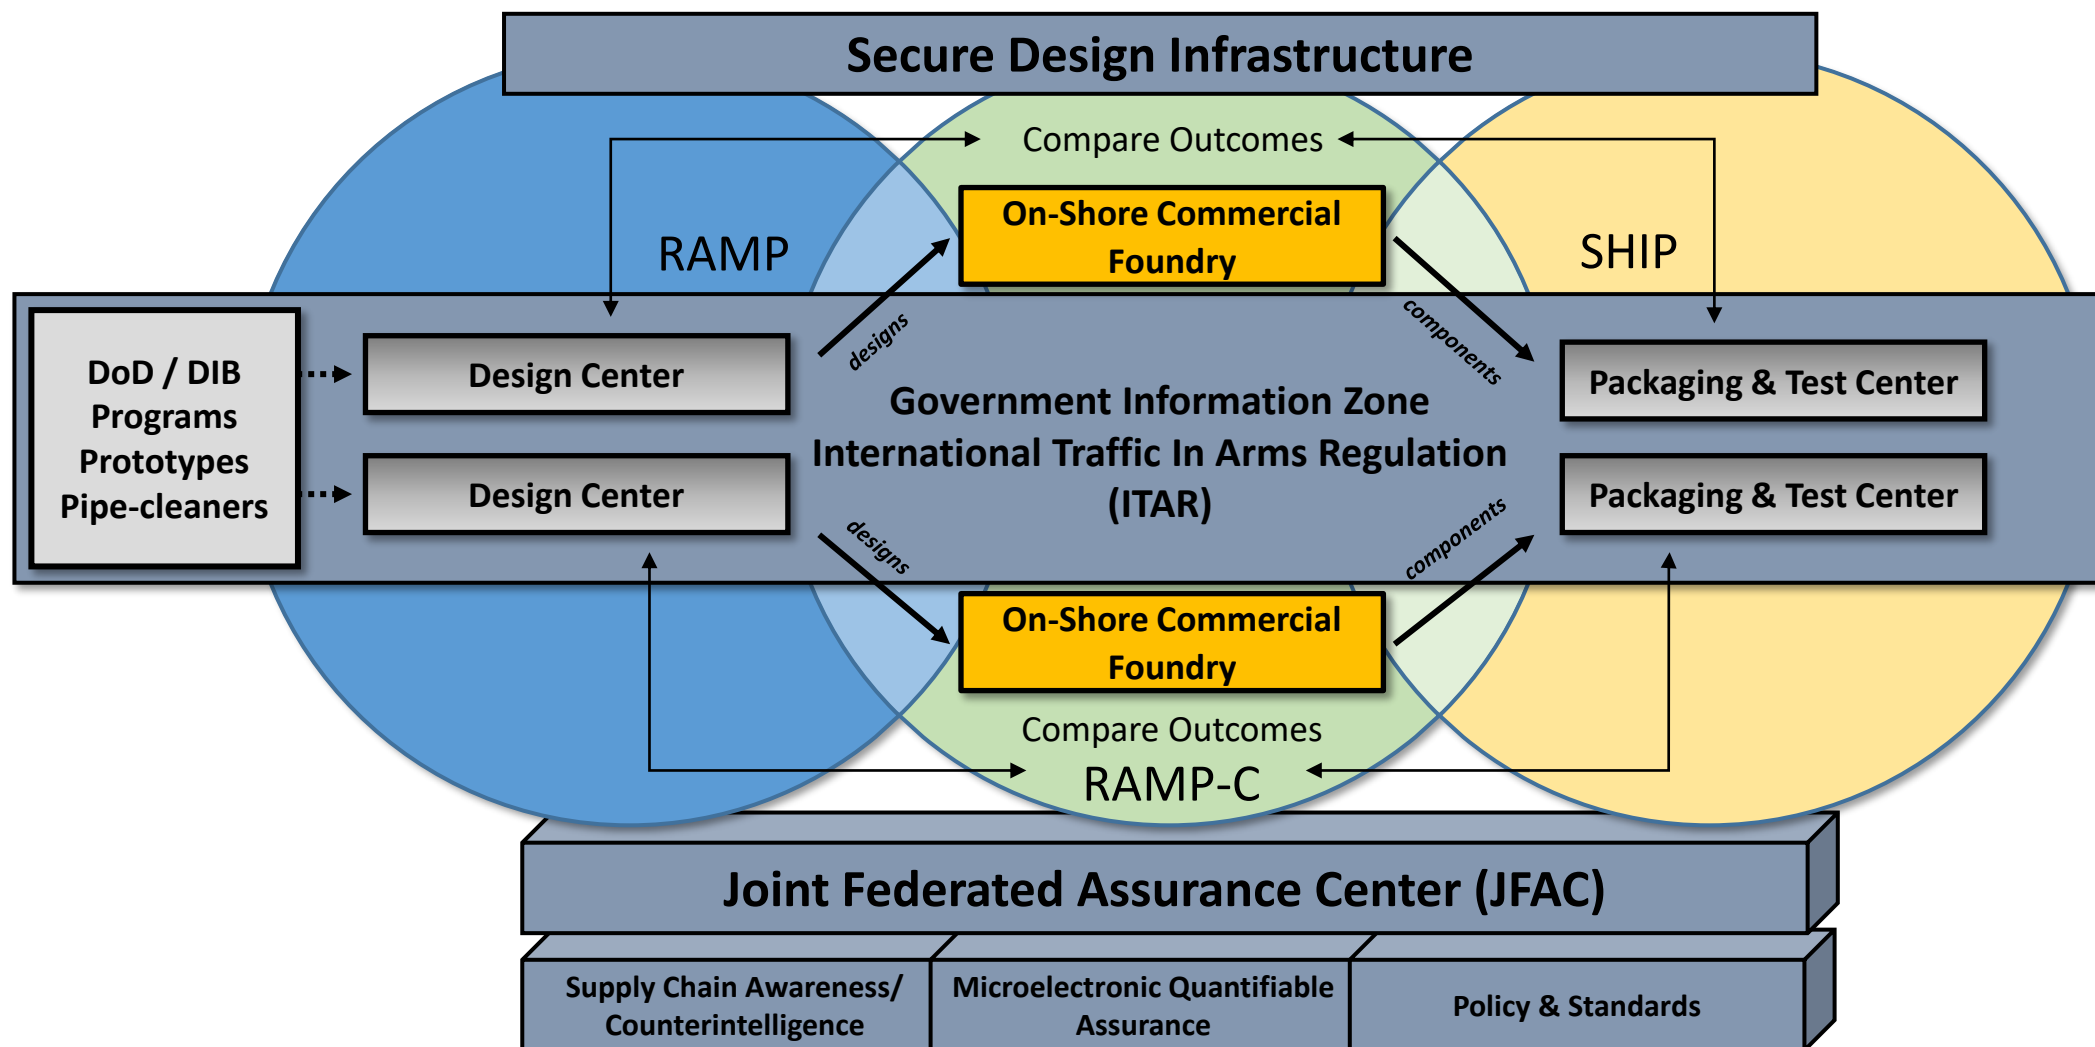 Secure Design Infrastructure
Compare Outcomes
On-Shore Commercial
Foundry
RAMP
SHIP
designs
components
DoD / DIB
Programs
Prototypes
Pipe-cleaners
Design Center
Design Center
Government Information Zone
International Traffic In Arms Regulation
(ITAR)
Packaging & Test Center
Packaging & Test Center
designs
components
On-Shore Commercial
Foundry
Compare Outcomes
RAMP-C
Joint Federated Assurance Center (JFAC)
Supply Chain Awareness/
Counterintelligence
Microelectronic Quantifiable
Assurance
Policy & Standards